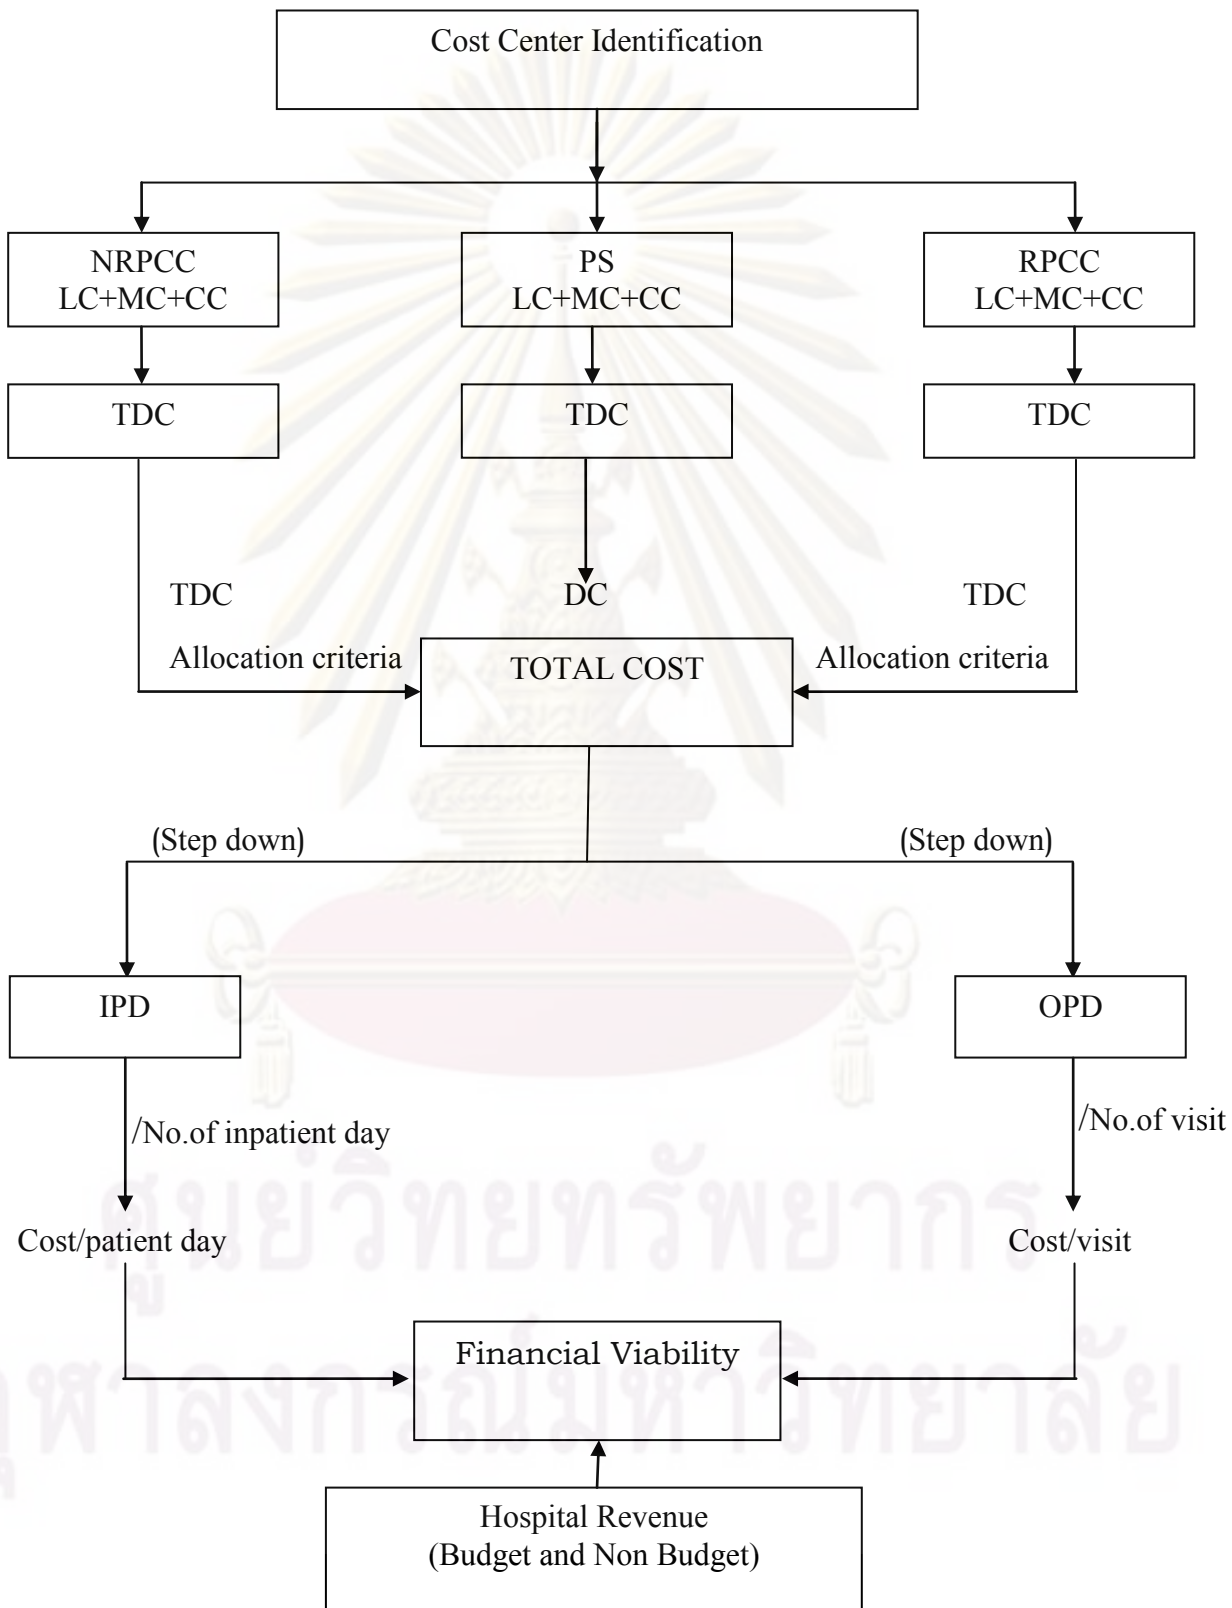 Cost Center Identification
NRPCC
LC+MC+CC
PS
LC+MC+CC
RPCC
LC+MC+CC
TDC
TDC
TDC
TDC
DC
TDC
Allocation criteria
TOTAL COST
Allocation criteria
(Step down)
(Step down)
IPD
OPD
/No.of inpatient day
/No.of visit
Cost/patient day
Cost/visit
ศูนย์วิทยทรัพยากร
Financial Viability
จุฬาลงกรณ์มหาวิทยาลัย
Hospital Revenue
(Budget and Non Budget)